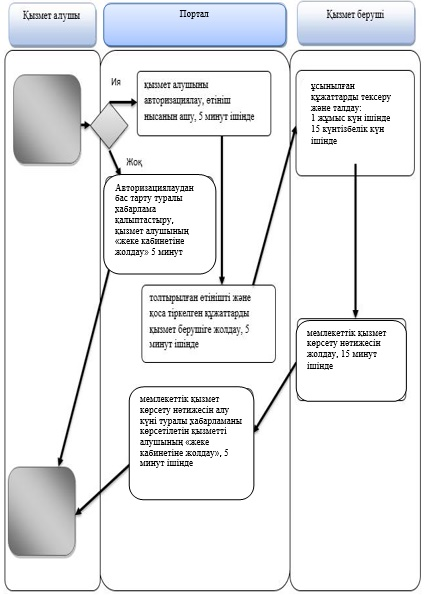 Қызмет алушы
Портал
Қызмет беруші
Ия
қызмет алушыны
авторизациялау, өтініш
нысанын ашу, 5 минут ішінде
ұсынылған
құжаттарды тексеру
және талдау:
1 жұмыс күн ішінде
15 күнтізбелік күн
ішінде
Жоқ
Авторизациялаудан
бас тарту туралы
хабарлама
қалыптастыру,
қызмет алушының
«жеке кабинетіне
жолдау» 5 минут
толтырылған өтінішті және
қоса тіркелген құжаттарды
қызмет берушіге жолдау, 5
минут ішінде
мемлекеттік қызмет
көрсету нәтижесін
жолдау, 15 минут
ішінде
мемлекеттік қызмет
көрсету нәтижесін алу
күні туралы хабарламаны
көрсетілетін қызметті
алушының «жеке
кабинетіне жолдау», 5
минут ішінде